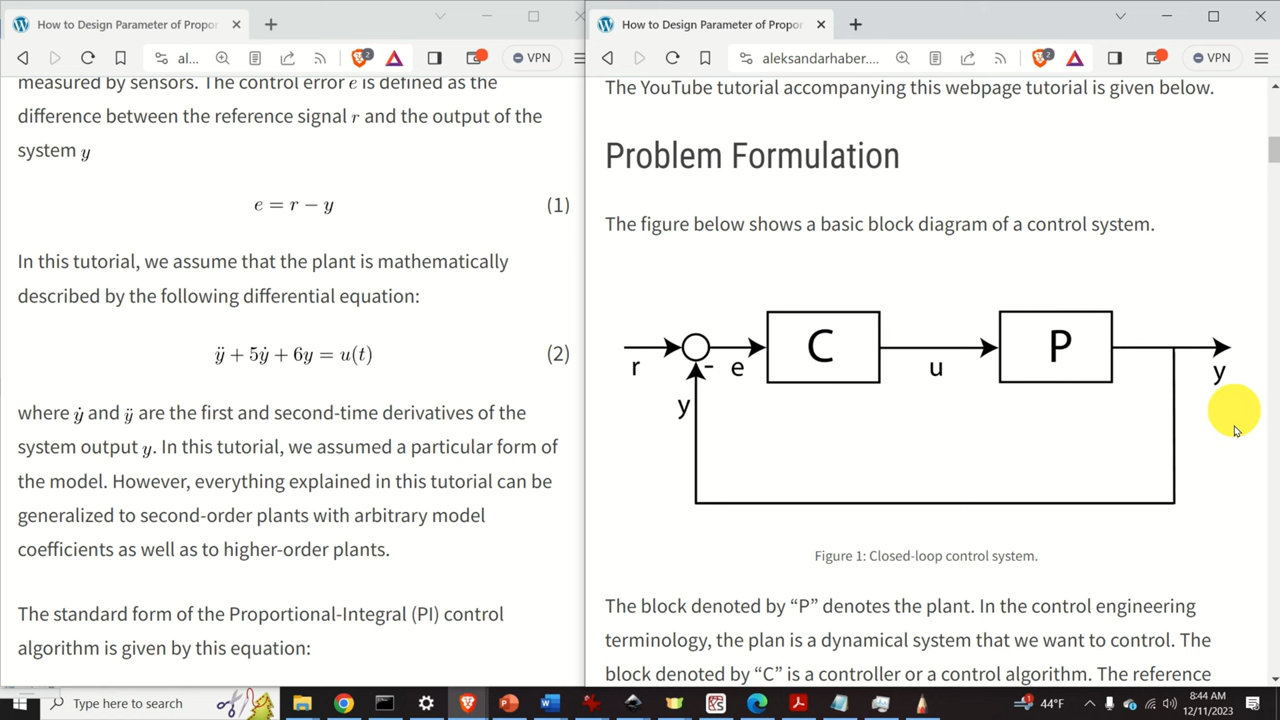 How to Design Parameter of Propor
al...
2
VPN
measured by sensors. The control error e is defined as the
difference between the reference signal r and the output of the
system y
e = r − y (1)
In this tutorial, we assume that the plant is mathematically
described by the following differential equation:
ÿ + 5ẏ + 6y = u(t) (2)
where ẏ and ÿ are the first and second-time derivatives of the
system output y. In this tutorial, we assumed a particular form of
the model. However, everything explained in this tutorial can be
generalized to second-order plants with arbitrary model
coefficients as well as to higher-order plants.
The standard form of the Proportional-Integral (PI) control
algorithm is given by this equation:
How to Design Parameter of Propor
aleksandarhaber....
2
VPN
The YouTube tutorial accompanying this webpage tutorial is given below.
Problem Formulation
The figure below shows a basic block diagram of a control system.
C
P
r
- e
u
y
y
Figure 1: Closed-loop control system.
The block denoted by “P” denotes the plant. In the control engineering
terminology, the plan is a dynamical system that we want to control. The
block denoted by “C” is a controller or a control algorithm. The reference
Type here to search
1
44°F
8:44 AM
12/11/2023